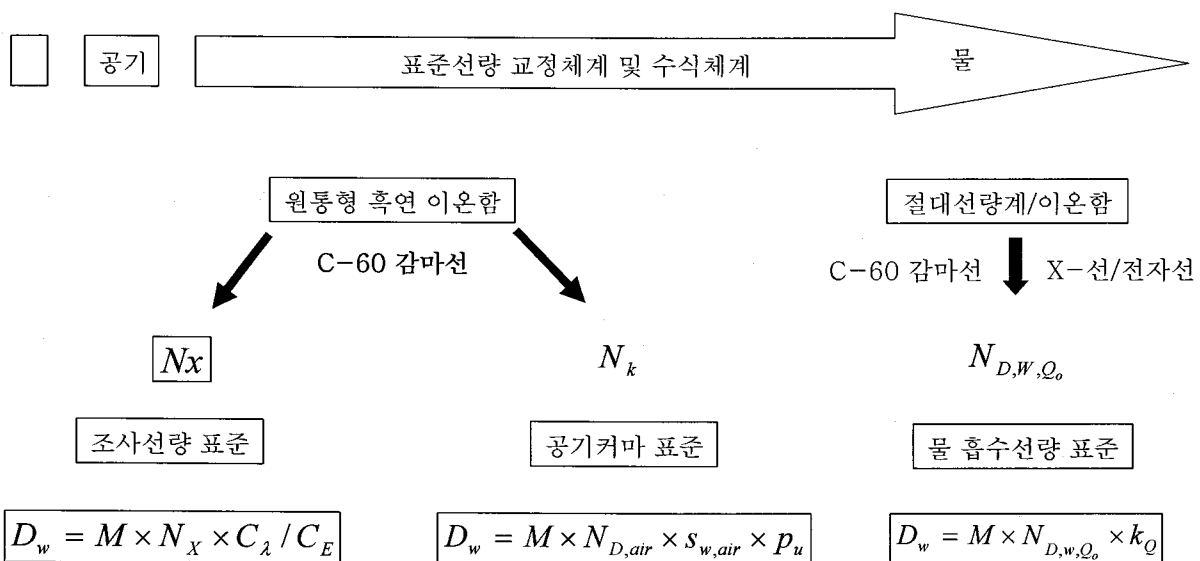 공기 표준선량 교정체계 및 수식체계 물
원통형 흑연 이온함 절대선량계/이온함
C-60 감마선 C-60 감마선 X-선/전자선
Nx N_k N_{D,W,Q_o}
조사선량 표준 공기커마 표준 물 흡수선량 표준
D_w = M × N_X × C_λ / C_E D_w = M × N_{D,air} × s_{w,air} × p_u D_w = M × N_{D,w,Q_o} × k_Q